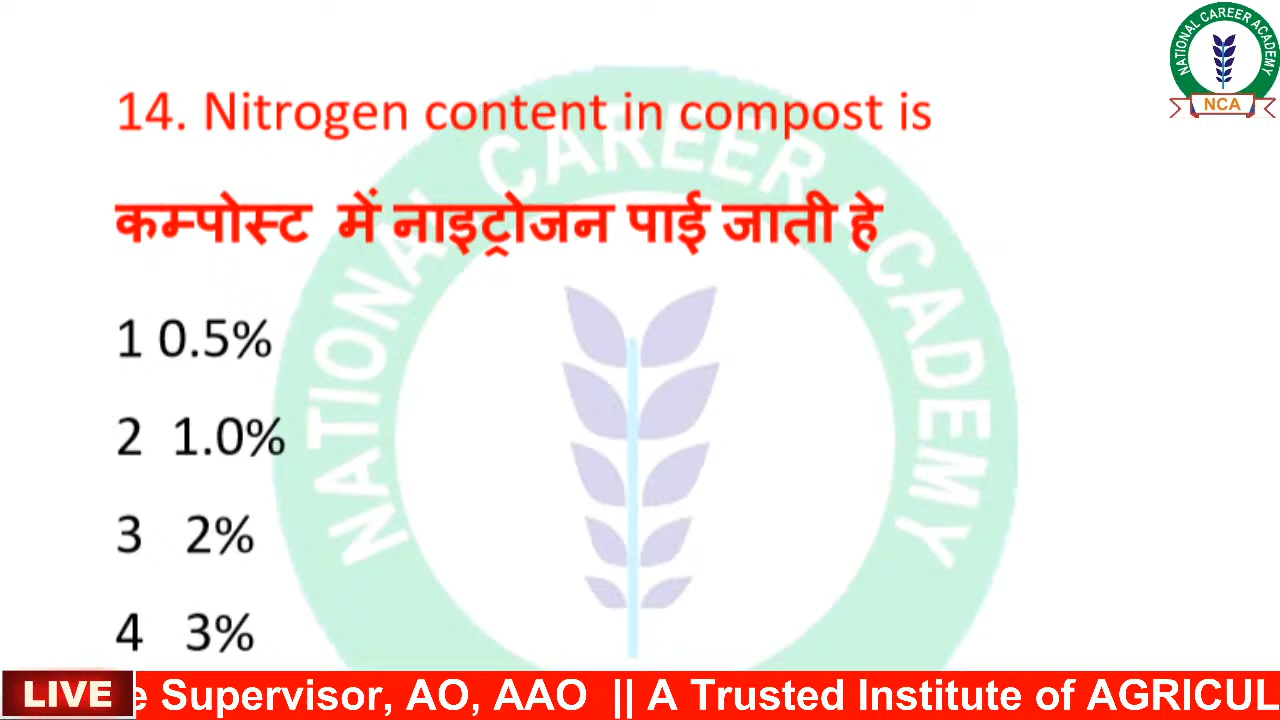 NATIONAL CAREER ACADEMY
NCA
14. Nitrogen content in compost is
कम्पोस्ट में नाइट्रोजन पाई जाती हे
1 0.5%
2 1.0%
3 2%
4 3%
NATIONAL CAREER ACADEMY
LIVE e Supervisor, AO, AAO || A Trusted Institute of AGRICUL